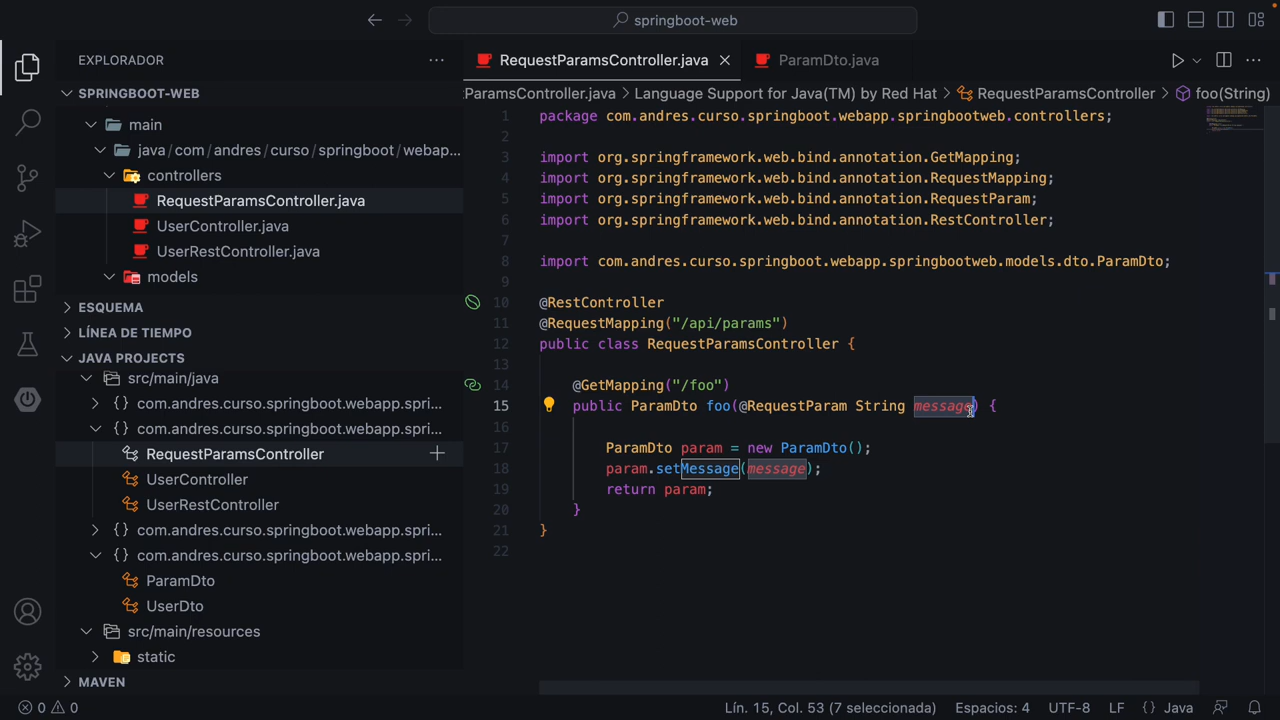 springboot-web
EXPLORADOR
SPRINGBOOT-WEB
main
java/com/andres/curso/springboot/webap...
controllers
RequestParamsController.java
UserController.java
UserRestController.java
models
ESQUEMA
LÍNEA DE TIEMPO
JAVA PROJECTS
src/main/java
{} com.andres.curso.springboot.webapp.spri...
{} com.andres.curso.springboot.webapp.spri...
RequestParamsController
UserController
UserRestController
{} com.andres.curso.springboot.webapp.spri...
{} com.andres.curso.springboot.webapp.spri...
ParamDto
UserDto
src/main/resources
static
MAVEN
RequestParamsController.java ParamDto.java
:ParamsController.java > Language Support for Java(TM) by Red Hat > RequestParamsController > foo(String)
1 package com.andres.curso.springboot.webapp.springbootweb.controllers;
2
3 import org.springframework.web.bind.annotation.GetMapping;
4 import org.springframework.web.bind.annotation.RequestMapping;
5 import org.springframework.web.bind.annotation.RequestParam;
6 import org.springframework.web.bind.annotation.RestController;
7
8 import com.andres.curso.springboot.webapp.springbootweb.models.dto.ParamDto;
9
10 @RestController
11 @RequestMapping("/api/params")
12 public class RequestParamsController {
13
14 @GetMapping("/foo")
15 public ParamDto foo(@RequestParam String message) {
16
17 ParamDto param = new ParamDto();
18 param.setMessage(message);
19 return param;
20 }
21 }
22
0 0
Lín. 15, Col. 53 (7 seleccionada) Espacios: 4 UTF-8 LF {} Java